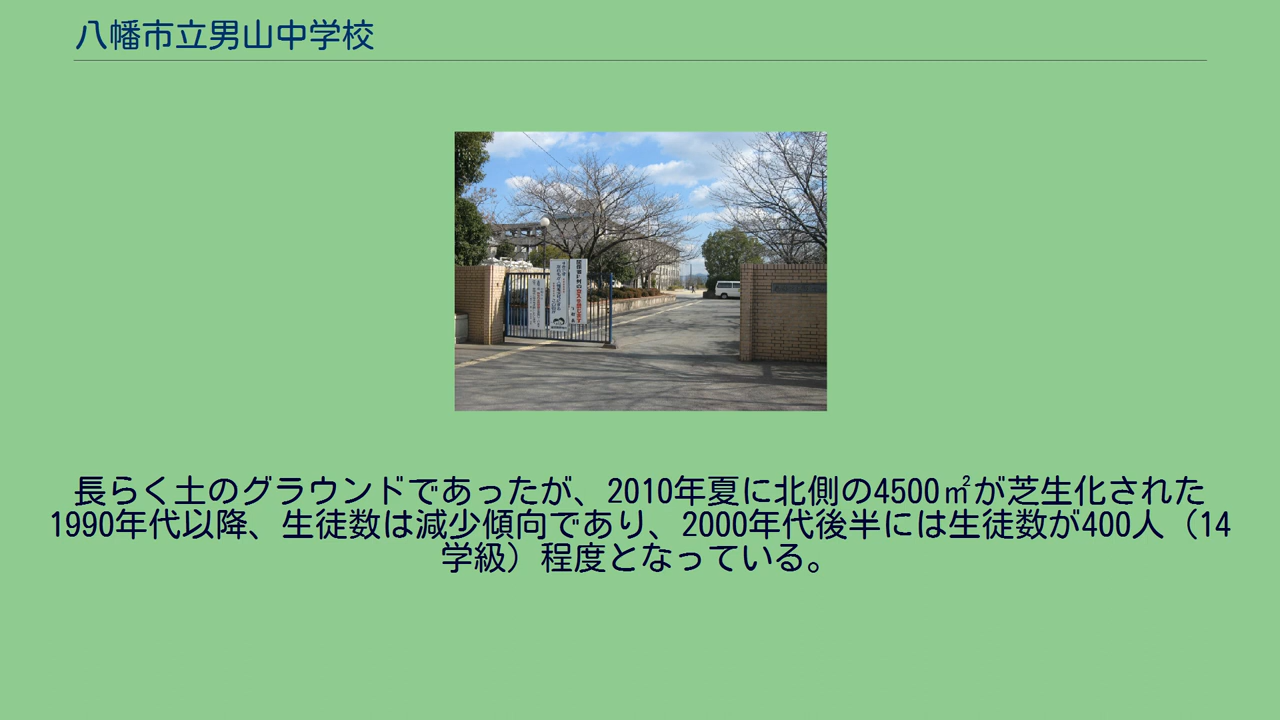 八幡市立男山中学校
長らく土のグラウンドであったが、2010年夏に北側の4500㎡が芝生化された
1990年代以降、生徒数は減少傾向であり、2000年代後半には生徒数が400人（14
学級）程度となっている。